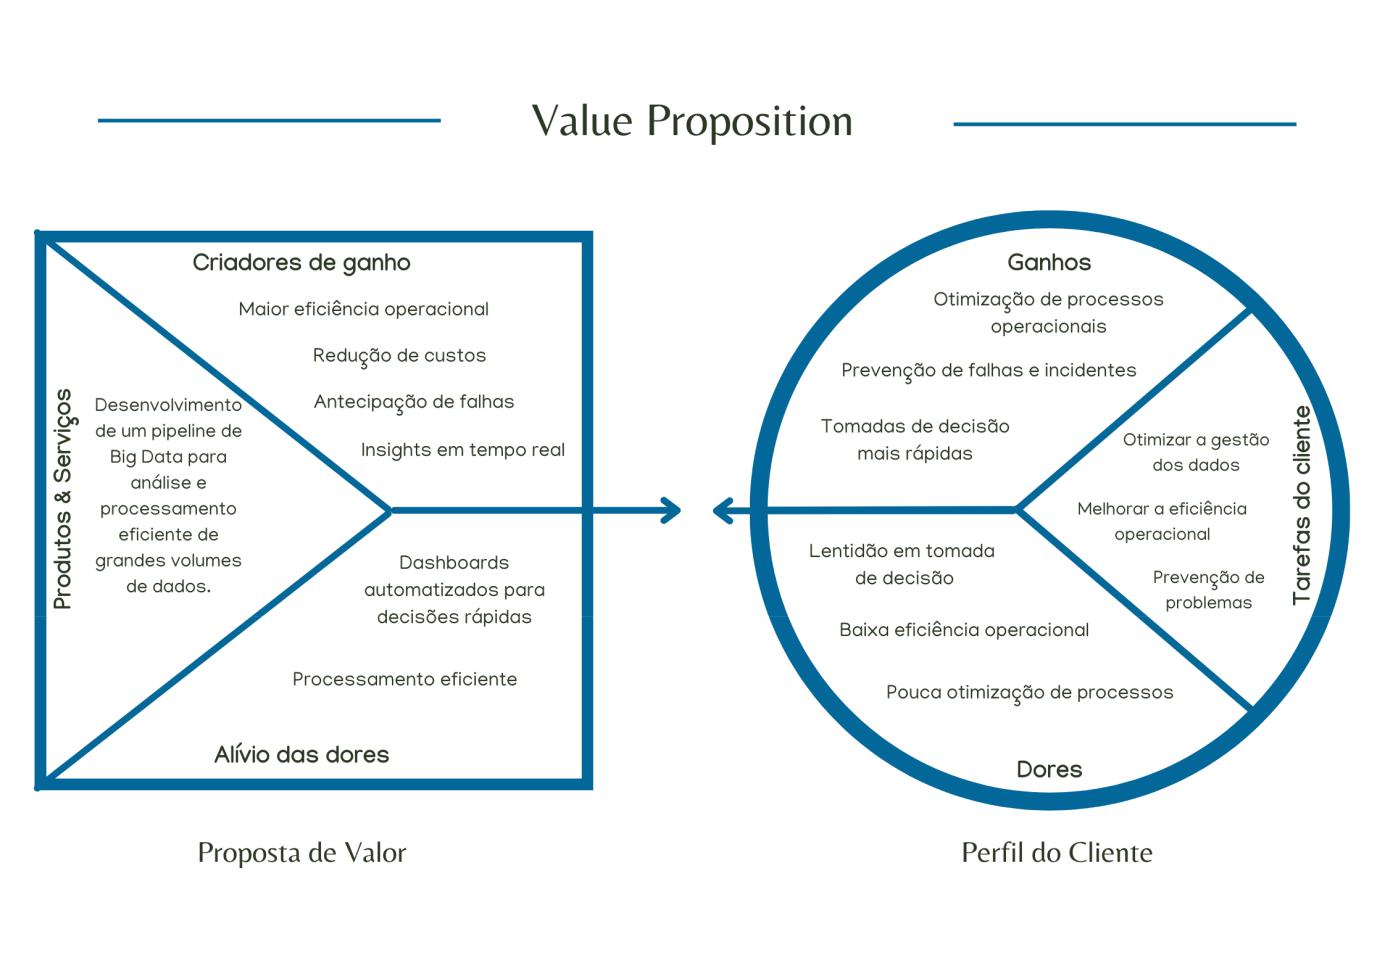 Value Proposition
Criadores de ganho
Maior eficiência operacional
Redução de custos
Antecipação de falhas
Insights em tempo real
Produtos & Serviços
Desenvolvimento
de um pipeline de
Big Data para
análise e
processamento
eficiente de
grandes volumes
de dados.
Dashboards
automatizados para
decisões rápidas
Processamento eficiente
Alívio das dores
Proposta de Valor
Ganhos
Otimização de processos
operacionais
Prevenção de falhas e incidentes
Tomadas de decisão
mais rápidas
Otimizar a gestão
dos dados
Melhorar a eficiência
operacional
Prevenção de
problemas
Tarefas do cliente
Lentidão em tomada
de decisão
Baixa eficiência operacional
Pouca otimização de processos
Dores
Perfil do Cliente